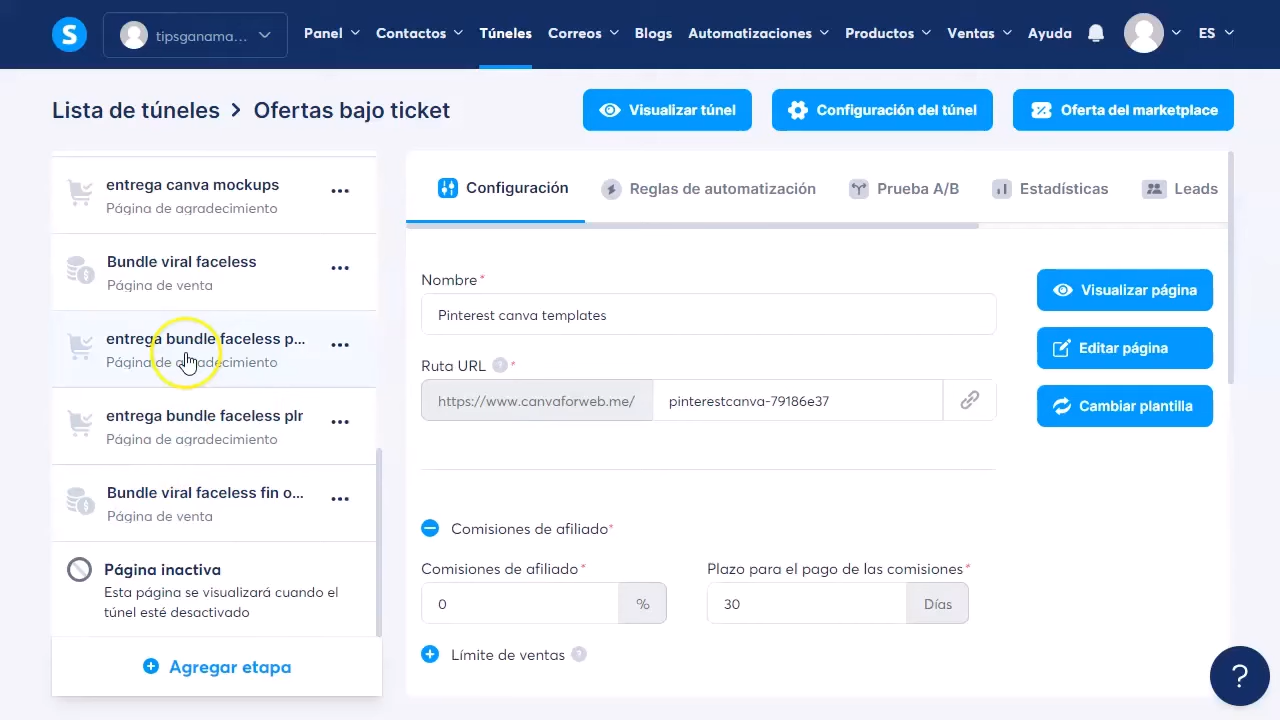 S
tipsganama...
Panel
Contactos
Túneles
Correos
Blogs
Automatizaciones
Productos
Ventas
Ayuda
ES
Lista de túneles > Ofertas bajo ticket
Visualizar túnel
Configuración del túnel
Oferta del marketplace
entrega canva mockups
Página de agradecimiento
Bundle viral faceless
Página de venta
entrega bundle faceless p...
Página de agradecimiento
entrega bundle faceless plr
Página de agradecimiento
Bundle viral faceless fin o...
Página de venta
Página inactiva
Esta página se visualizará cuando el
túnel esté desactivado
Agregar etapa
Configuración
Reglas de automatización
Prueba A/B
Estadísticas
Leads
Nombre*
Pinterest canva templates
Ruta URL ? *
https://www.canvaforweb.me/
pinterestcanva-79186e37
Visualizar página
Editar página
Cambiar plantilla
Comisiones de afiliado*
Comisiones de afiliado*
Plazo para el pago de las comisiones*
0
%
30
Días
Límite de ventas ?
?